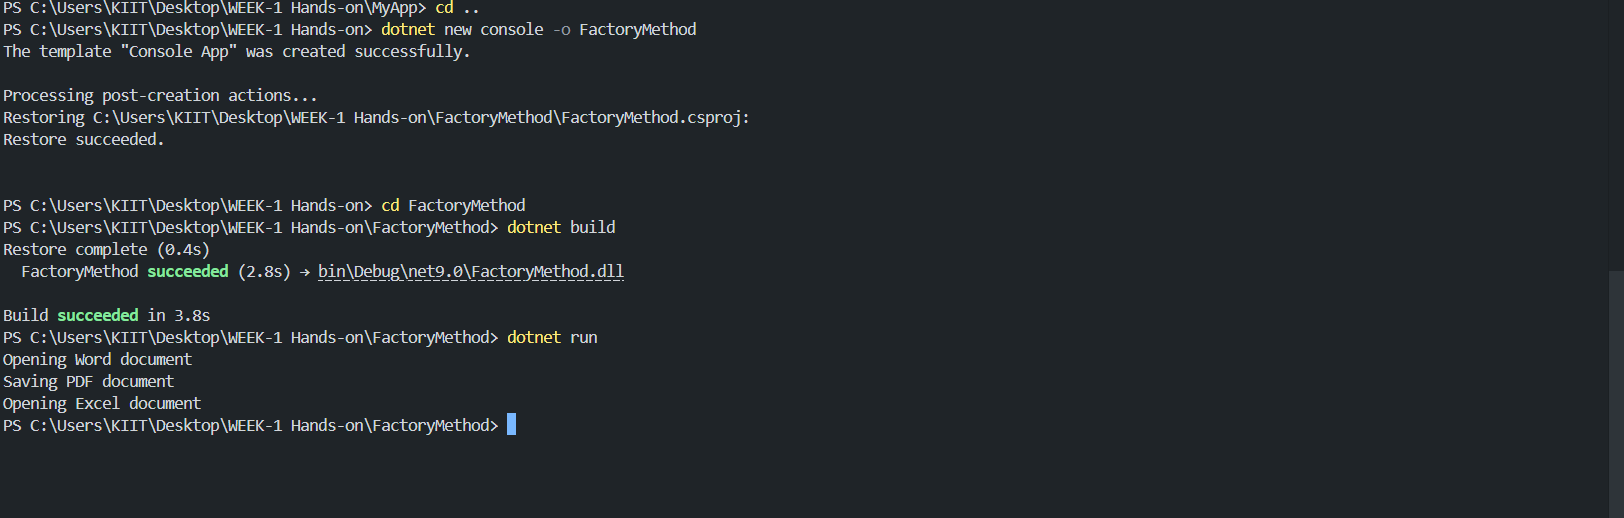 PS C:\Users\KIIT\Desktop\WEEK-1 Hands-on\MyApp> cd ..
PS C:\Users\KIIT\Desktop\WEEK-1 Hands-on> dotnet new console -o FactoryMethod
The template "Console App" was created successfully.
Processing post-creation actions...
Restoring C:\Users\KIIT\Desktop\WEEK-1 Hands-on\FactoryMethod\FactoryMethod.csproj:
Restore succeeded.
PS C:\Users\KIIT\Desktop\WEEK-1 Hands-on> cd FactoryMethod
PS C:\Users\KIIT\Desktop\WEEK-1 Hands-on\FactoryMethod> dotnet build
Restore complete (0.4s)
  FactoryMethod succeeded (2.8s) → bin\Debug\net9.0\FactoryMethod.dll
Build succeeded in 3.8s
PS C:\Users\KIIT\Desktop\WEEK-1 Hands-on\FactoryMethod> dotnet run
Opening Word document
Saving PDF document
Opening Excel document
PS C:\Users\KIIT\Desktop\WEEK-1 Hands-on\FactoryMethod>